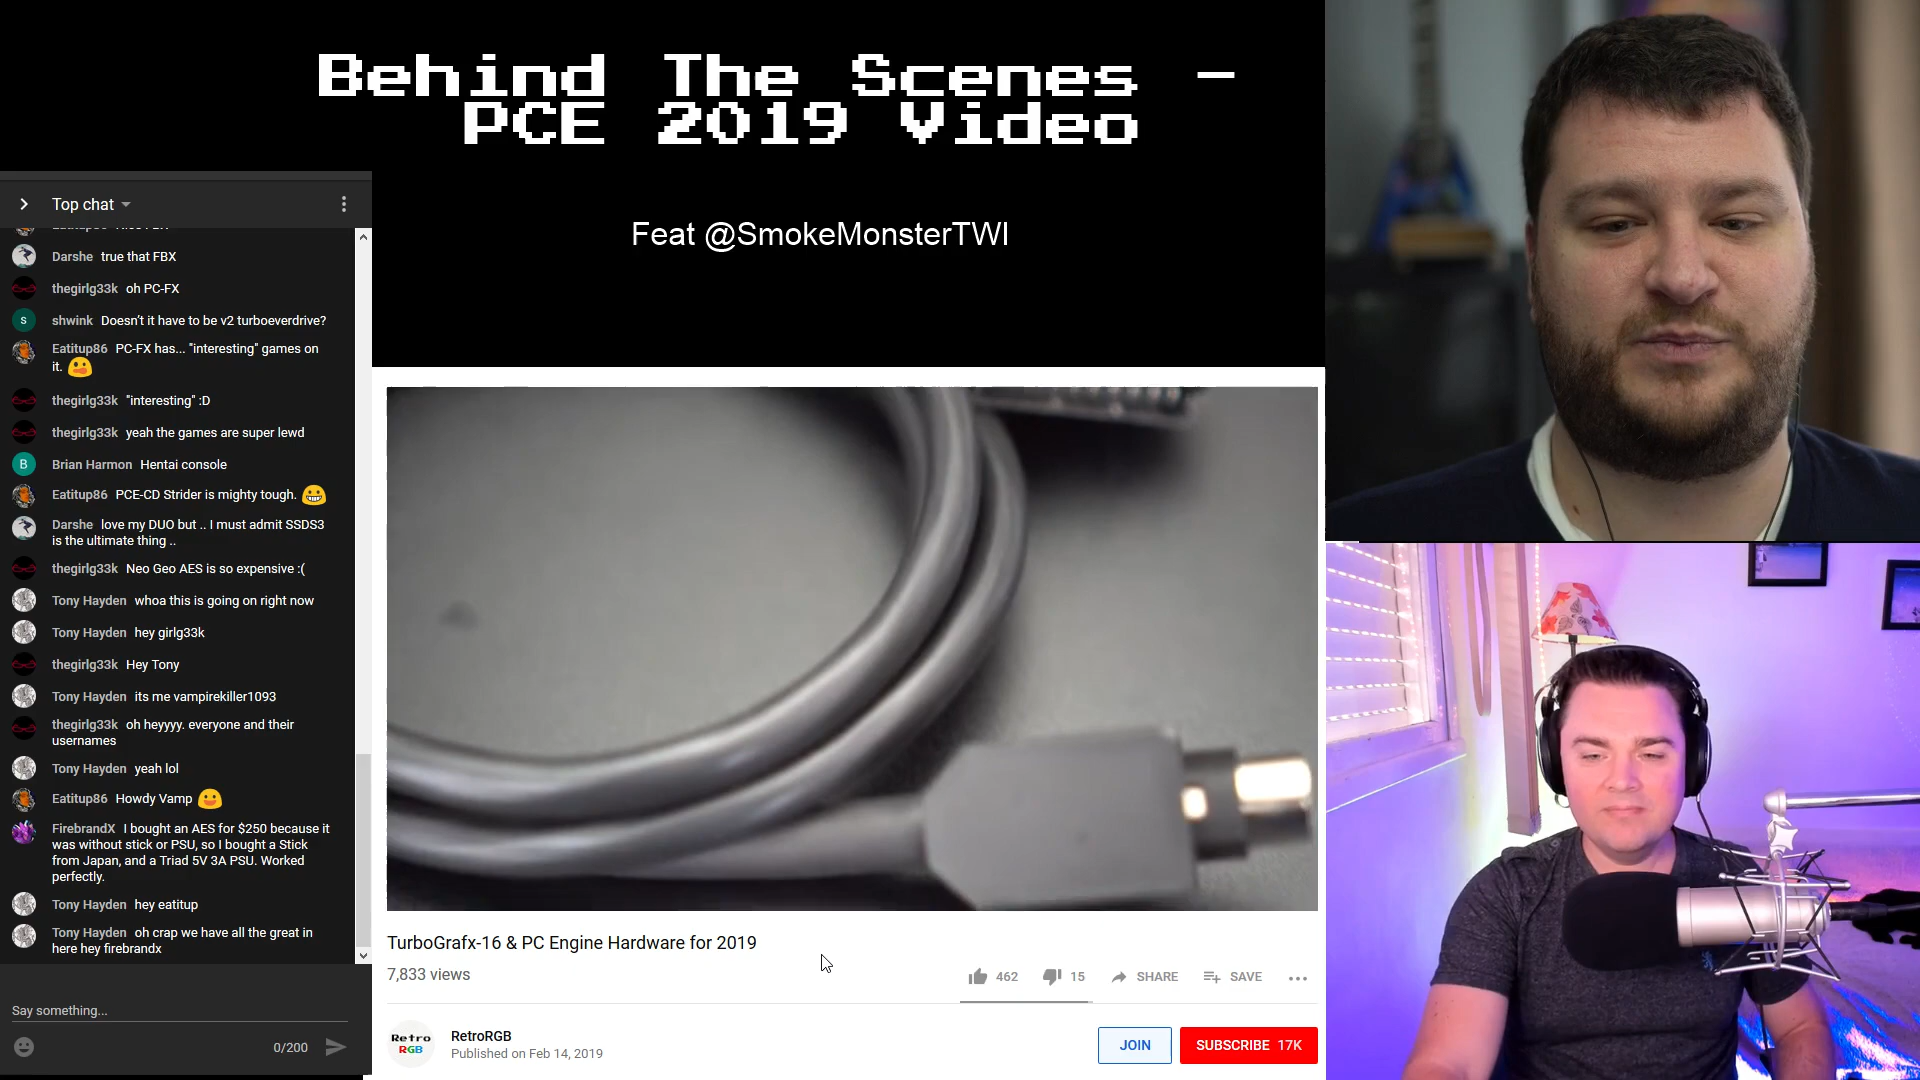 Behind The Scenes -
PCE 2019 Video
Feat @SmokeMonsterTWI
Top chat
Darshe true that FBX
thegirlg33k oh PC-FX
s
shwink Doesn't it have to be v2 turboeverdrive?
Eatitup86 PC-FX has... "interesting" games on
it.
thegirlg33k "interesting" :D
thegirlg33k yeah the games are super lewd
B
Brian Harmon Hentai console
Eatitup86 PCE-CD Strider is mighty tough.
Darshe love my DUO but .. I must admit SSDS3
is the ultimate thing ..
thegirlg33k Neo Geo AES is so expensive :(
Tony Hayden whoa this is going on right now
Tony Hayden hey girlg33k
thegirlg33k Hey Tony
Tony Hayden its me vampirekiller1093
thegirlg33k oh heyyyy. everyone and their
usernames
Tony Hayden yeah lol
Eatitup86 Howdy Vamp
FirebrandX I bought an AES for $250 because it
was without stick or PSU, so I bought a Stick
from Japan, and a Triad 5V 3A PSU. Worked
perfectly.
Tony Hayden hey eatitup
Tony Hayden oh crap we have all the great in
here hey firebrandx
Say something...
0/200
TurboGrafx-16 & PC Engine Hardware for 2019
7,833 views
462
15
SHARE
SAVE
Retro
RGB
RetroRGB
Published on Feb 14, 2019
JOIN
SUBSCRIBE 17K